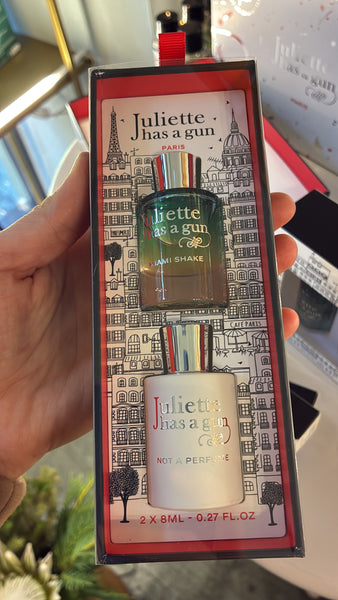 Juliette
has a gun
PARIS
Juliette
has a gun
MIAMI SHAKE
CAFÉ PARIS
Juliette
has a gun
NOT A PERFUME
2 X 8ML - 0.27 FL.OZ
Juliette
has a gun